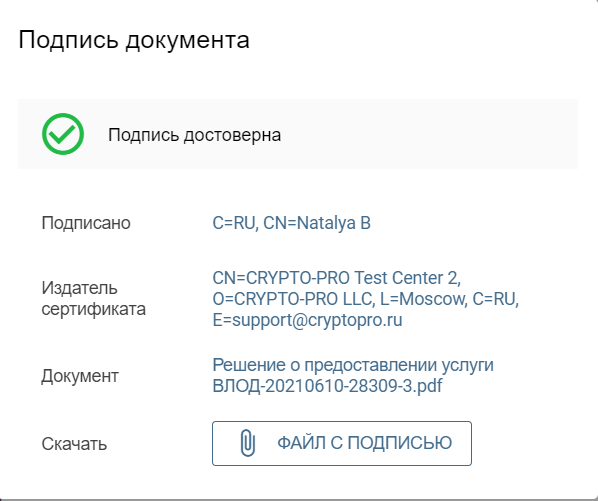 Подпись документа
Подпись достоверна
Подписано
C=RU, CN=Natalya B
Издатель
сертификата
CN=CRYPTO-PRO Test Center 2,
O=CRYPTO-PRO LLC, L=Moscow, C=RU,
E=support@cryptopro.ru
Документ
Решение о предоставлении услуги
ВЛОД-20210610-28309-3.pdf
Скачать
ФАЙЛ С ПОДПИСЬЮ